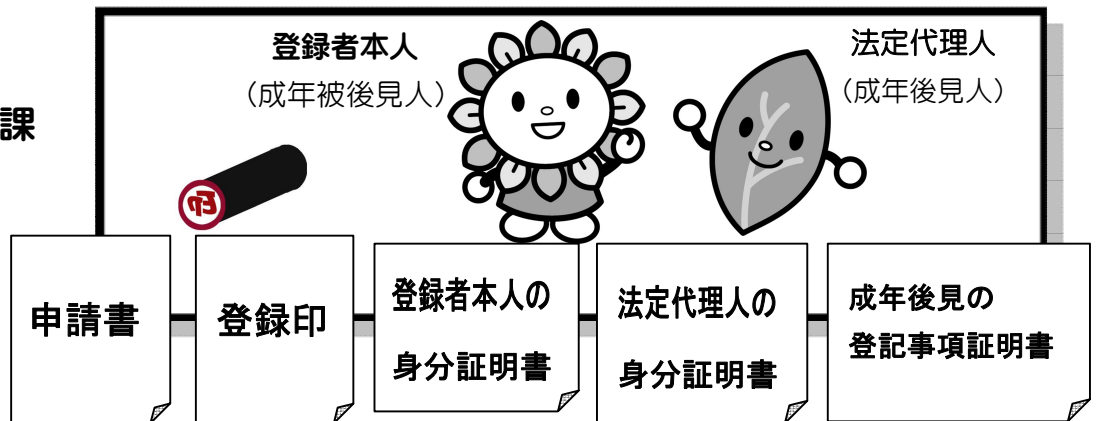 登録者本人
（成年被後見人）
法定代理人
（成年後見人）
課
印
申請書
登録印
登録者本人の
身分証明書
法定代理人の
身分証明書
成年後見の
登記事項証明書